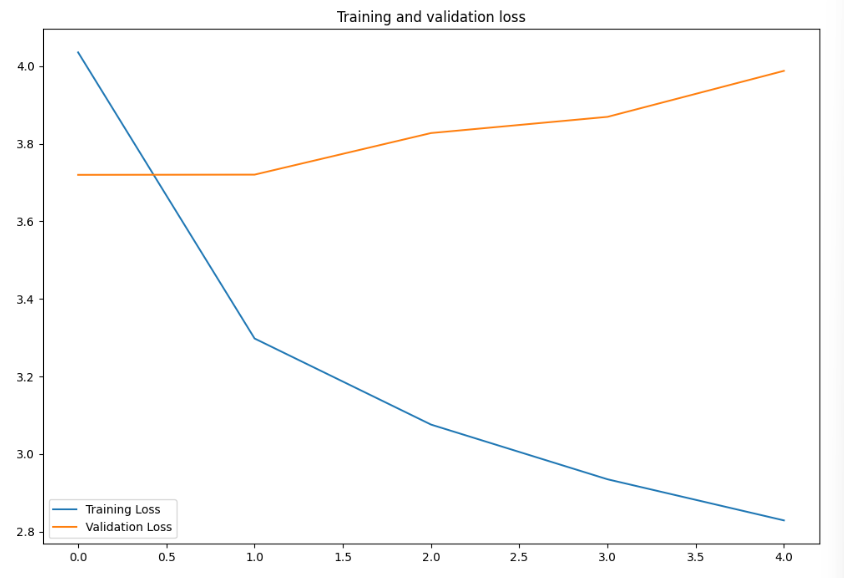 Training and validation loss
4.0
3.8
3.6
3.4
3.2
3.0
2.8
Training Loss
Validation Loss
0.0 0.5 1.0 1.5 2.0 2.5 3.0 3.5 4.0